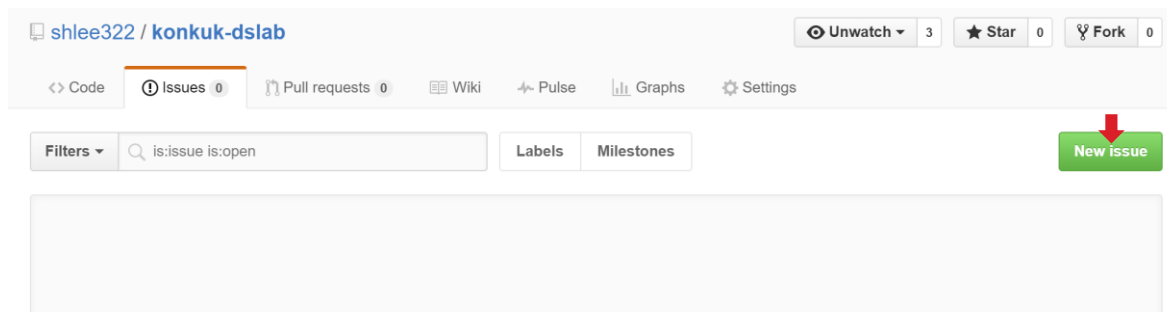 shlee322 / konkuk-dslab
Unwatch 3 Star 0 Fork 0
Code Issues 0 Pull requests 0 Wiki Pulse Graphs Settings
Filters is:issue is:open Labels Milestones New issue